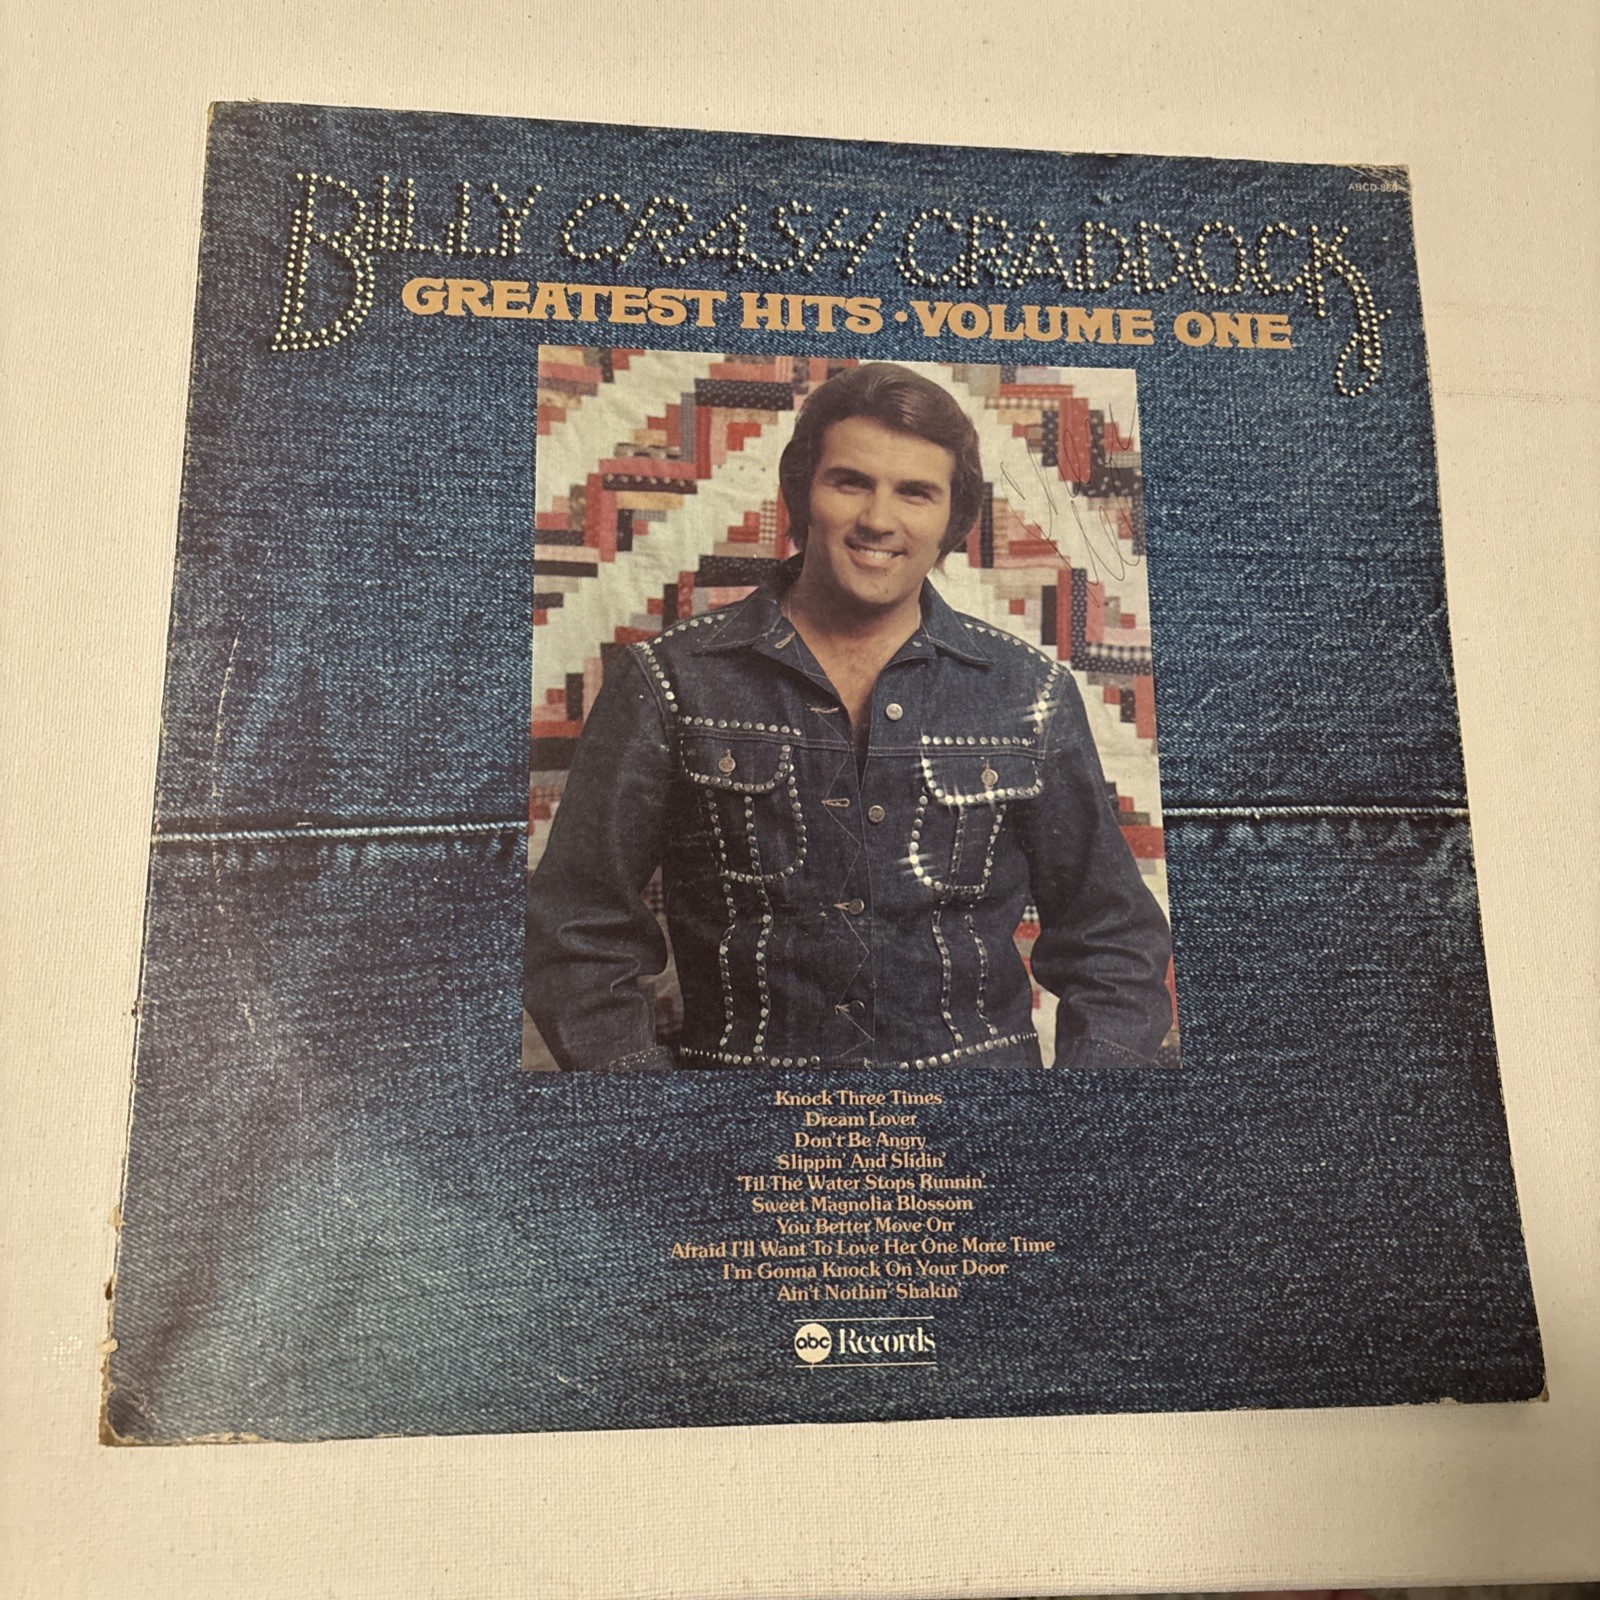 ABCD-850
BILLY CRASH CRADDOCK
GREATEST HITS • VOLUME ONE
Knock Three Times
Dream Lover
Don't Be Angry
Slippin' And Slidin'
'Til The Water Stops Runnin'
Sweet Magnolia Blossom
You Better Move On
Afraid I'll Want To Love Her One More Time
I'm Gonna Knock On Your Door
Ain't Nothin' Shakin'
abc Records